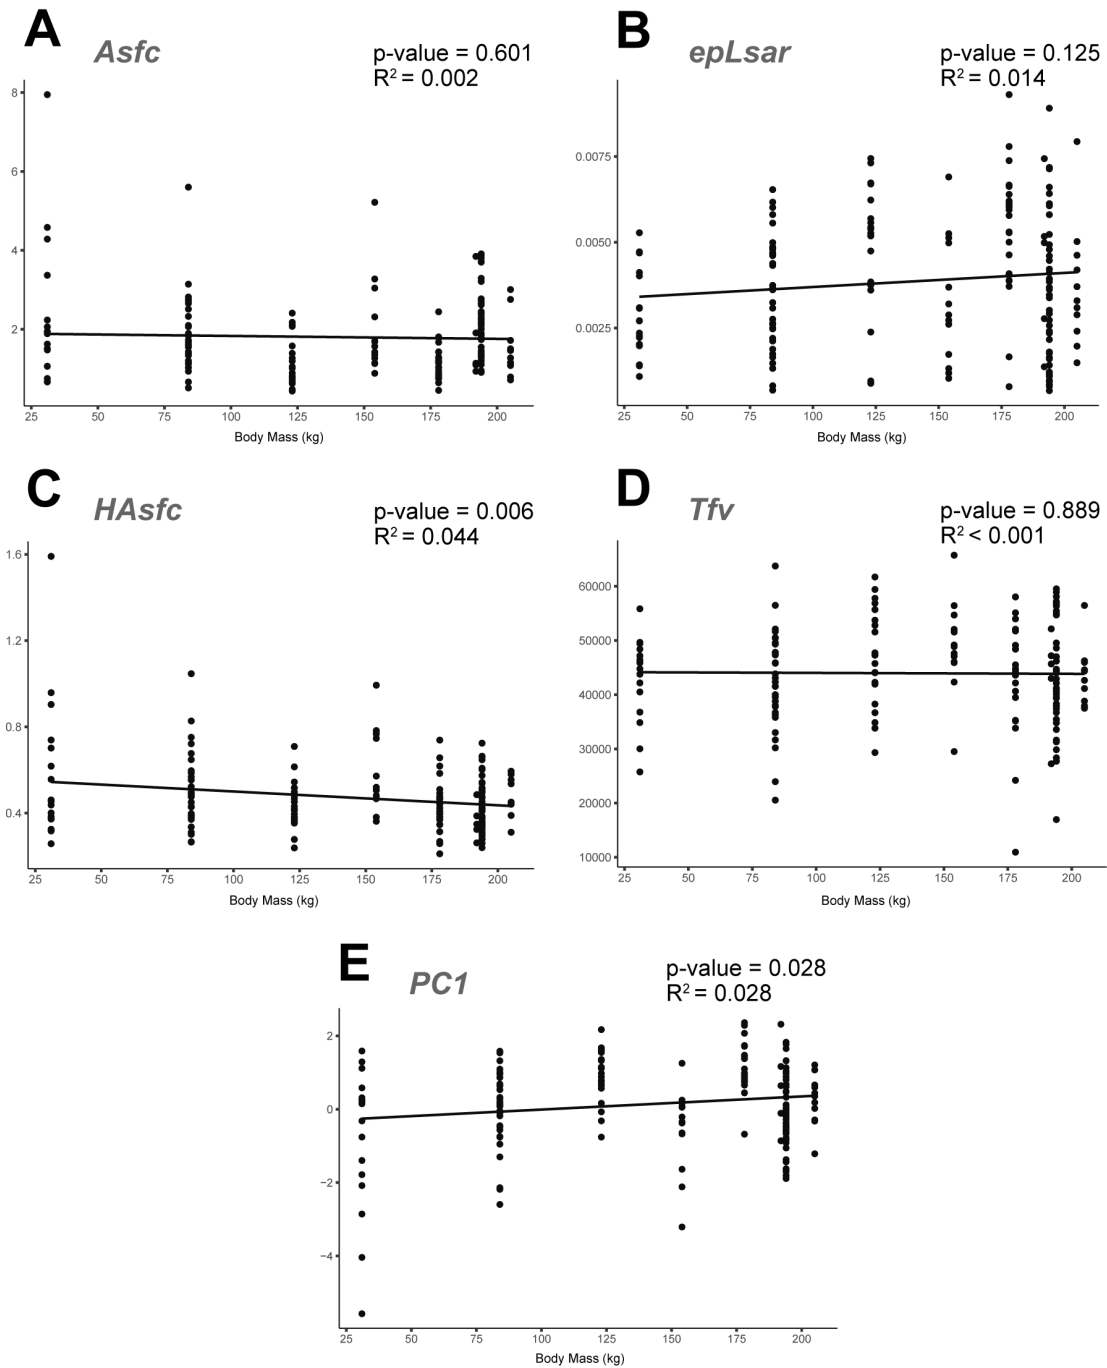 A
Asfc
p-value = 0.601
R² = 0.002
8
6
4
2
25 50 75 100 125 150 175 200
Body Mass (kg)
B
epLsar
p-value = 0.125
R² = 0.014
0.0075
0.0050
0.0025
25 50 75 100 125 150 175 200
Body Mass (kg)
C
HAsfc
p-value = 0.006
R² = 0.044
1.6
1.2
0.8
0.4
25 50 75 100 125 150 175 200
Body Mass (kg)
D
Tfv
p-value = 0.889
R² < 0.001
60000
50000
40000
30000
20000
10000
25 50 75 100 125 150 175 200
Body Mass (kg)
E
PC1
p-value = 0.028
R² = 0.028
2
0
−2
−4
25 50 75 100 125 150 175 200
Body Mass (kg)